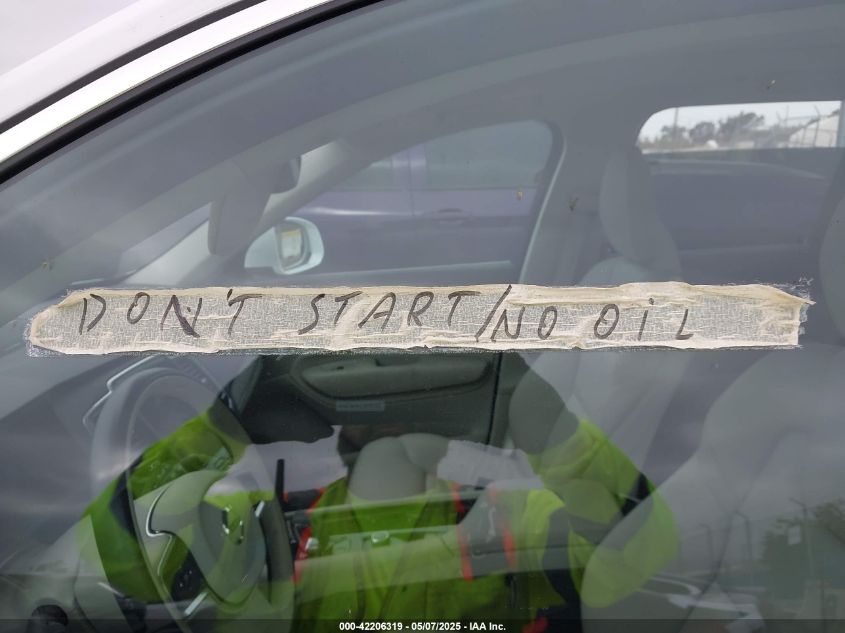 DON'T START/NO OIL
000-42206319 - 05/07/2025 - IAA Inc.